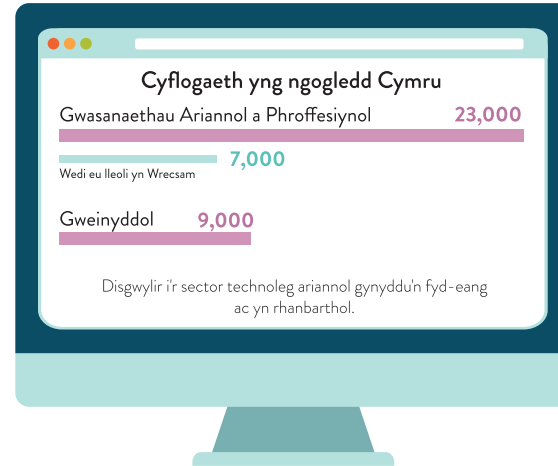 Cyflogaeth yng ngogledd Cymru
Gwasanaethau Ariannol a Phroffesiynol 23,000
7,000
Wedi eu lleoli yn Wrecsam
Gweinyddol 9,000
Disgwylir i'r sector technoleg ariannol gynyddu'n fyd-eang
ac yn rhanbarthol.